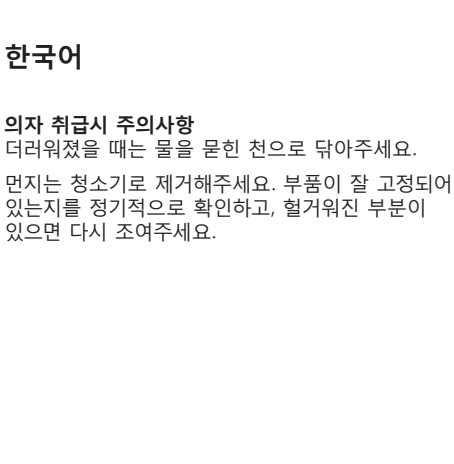 한국어
의자 취급시 주의사항
더러워졌을 때는 물을 묻힌 천으로 닦아주세요.
먼지는 청소기로 제거해주세요. 부품이 잘 고정되어
있는지를 정기적으로 확인하고, 헐거워진 부분이
있으면 다시 조여주세요.